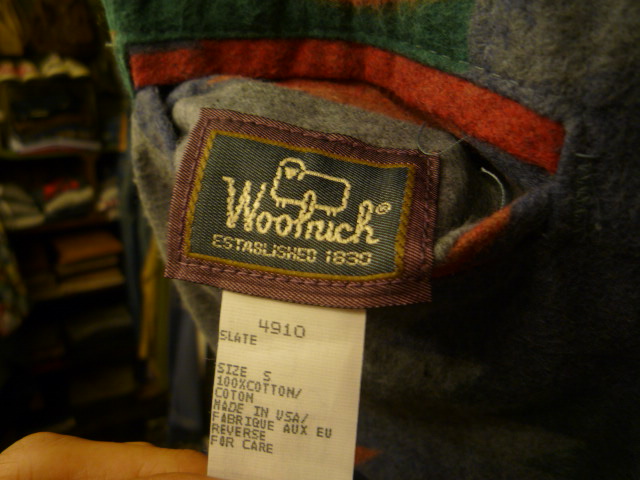 Woolrich®
ESTABLISHED 1830
4910
SLATE
SIZE S
100%COTTON/
COTON
MADE IN USA/
FABRIQUE AUX EU
REVERSE
FOR CARE